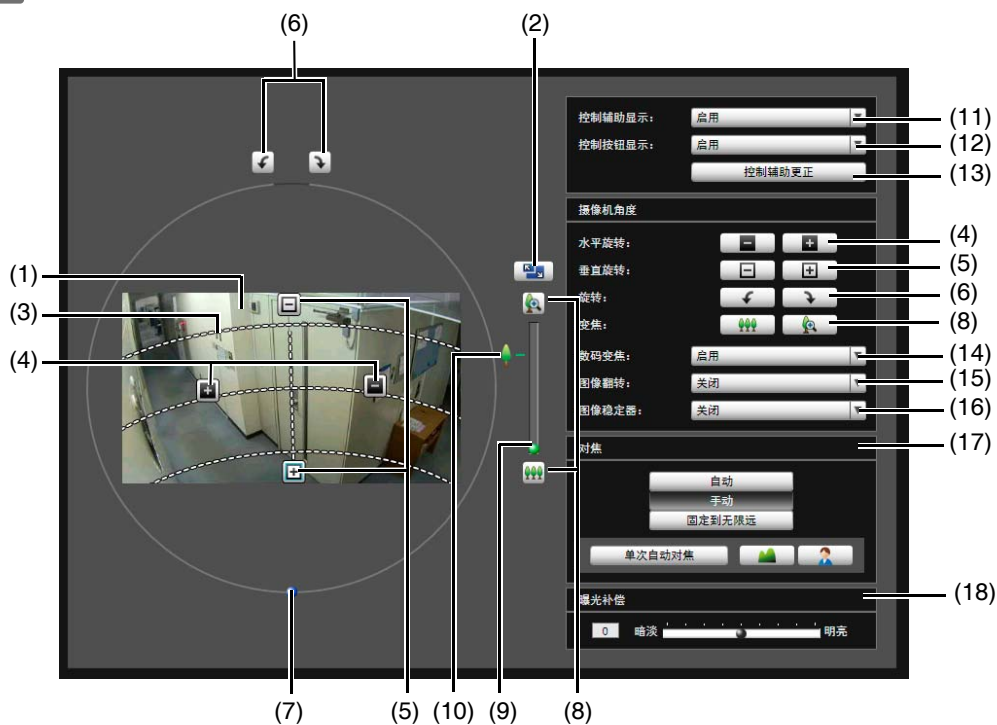 (6) (2)
控制辅助显示： 启用 (11)
控制按钮显示： 启用 (12)
控制辅助更正 (13)
摄像机角度
水平旋转： (4)
垂直旋转： (5)
旋转： (6)
变焦： (8)
数码变焦： 启用 (14)
图像翻转： 关闭 (15)
图像稳定器： 关闭 (16)
对焦 (17)
自动
手动
固定到无限远
单次自动对焦
曝光补偿 (18)
0 暗淡 明亮
(1)
(3)
(4)
(7) (5) (10) (9) (8)